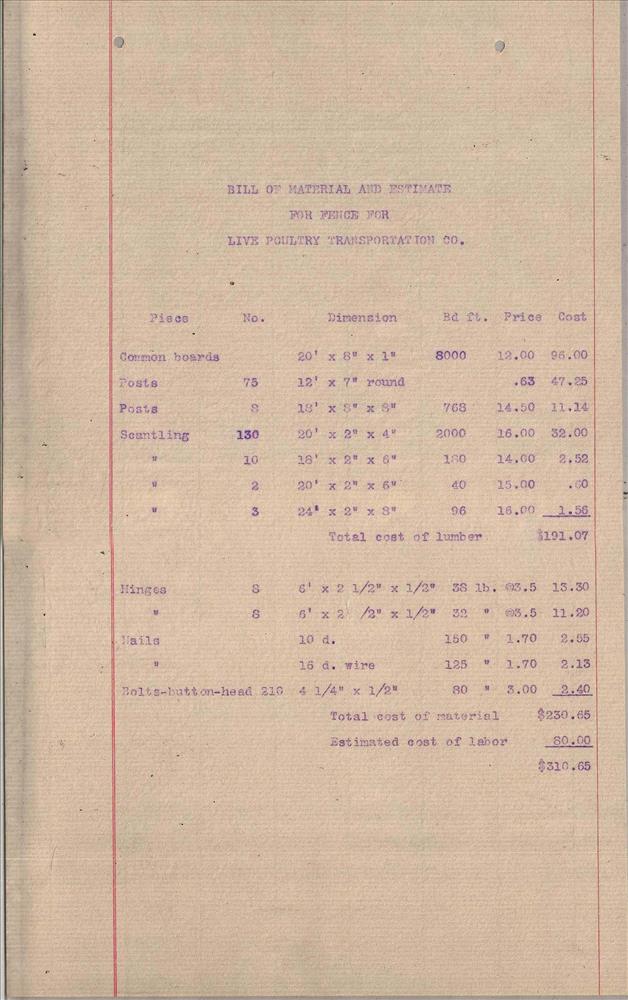 BILL OF MATERIAL AND ESTIMATE
FOR FENCE FOR
LIVE POULTRY TRANSPORTATION CO.
Piece No. Dimension Bd ft. Price Cost
Common boards 20' x 8" x 1" 8000 12.00 96.00
Posts 75 12' x 7" round .63 47.25
Posts 8 18' x 8" x 8" 768 14.50 11.14
Scantling 130 20' x 2" x 4" 2000 16.00 32.00
" 10 18' x 2" x 6" 180 14.00 2.52
" 2 20' x 2" x 6" 40 15.00 .60
" 3 24' x 2" x 8" 96 16.00 1.56
Total cost of lumber $191.07
Hinges 8 6' x 2 1/2" x 1/2" 38 lb. @3.5 13.30
" 8 6' x 2 /2" x 1/2" 32 " @3.5 11.20
Nails 10 d. 150 " 1.70 2.55
" 16 d. wire 125 " 1.70 2.13
Bolts-button-head 210 4 1/4" x 1/2" 80 " 3.00 2.40
Total cost of material $230.65
Estimated cost of labor 80.00
$310.65